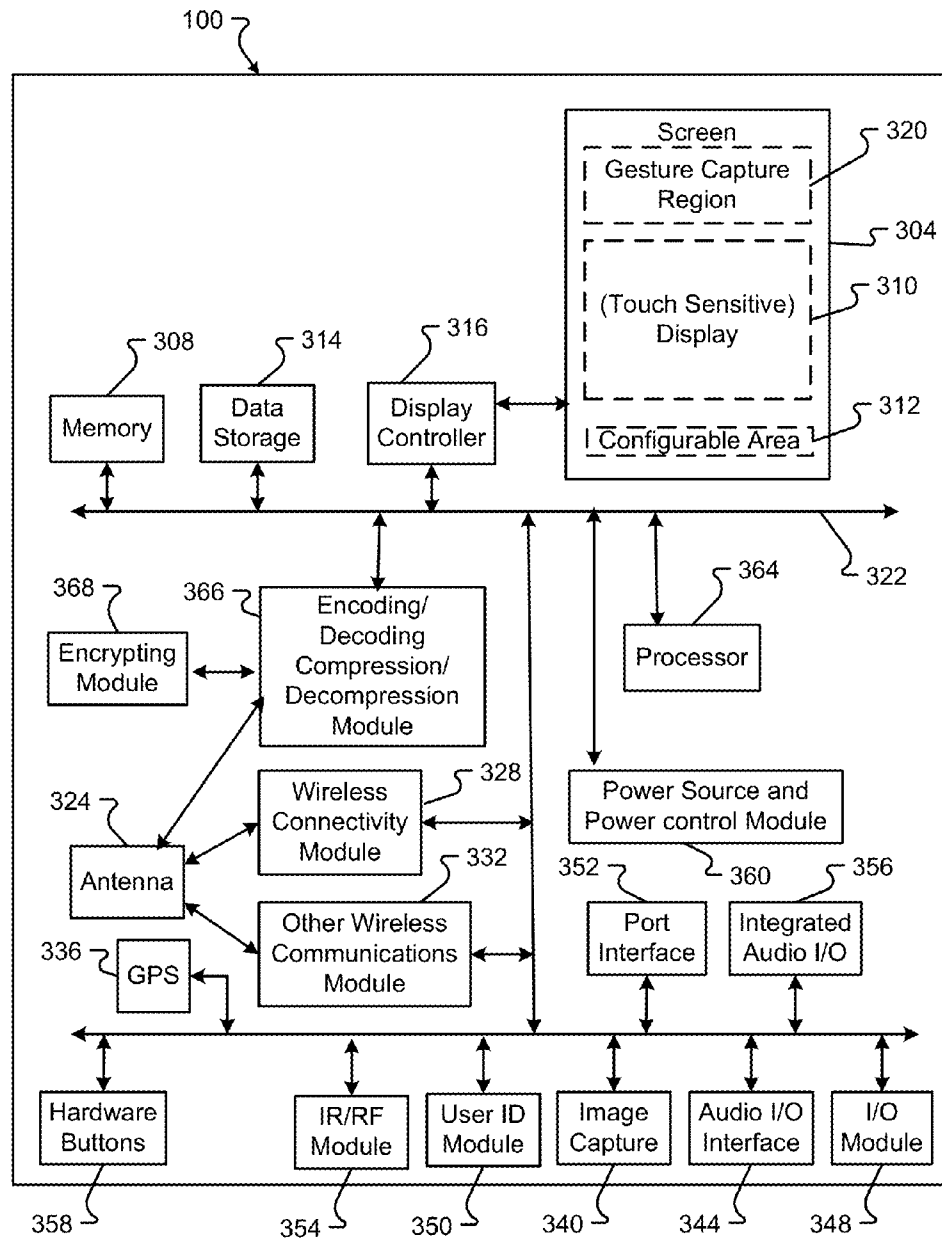 100
Screen
320
Gesture Capture
Region
304
(Touch Sensitive)
Display
310
308
314
316
Memory
Data
Storage
Display
Controller
312
Configurable Area
322
368
366
Encoding/
Decoding
Compression/
Decompression
Module
364
Encrypting
Module
Processor
324
Wireless
Connectivity
Module
328
Power Source and
Power control Module
Antenna
332
352
360
356
Other Wireless
Communications
Module
Port
Interface
Integrated
Audio I/O
336
GPS
Hardware
Buttons
IR/RF
Module
User ID
Module
Image
Capture
Audio I/O
Interface
I/O
Module
358
354
350
340
344
348